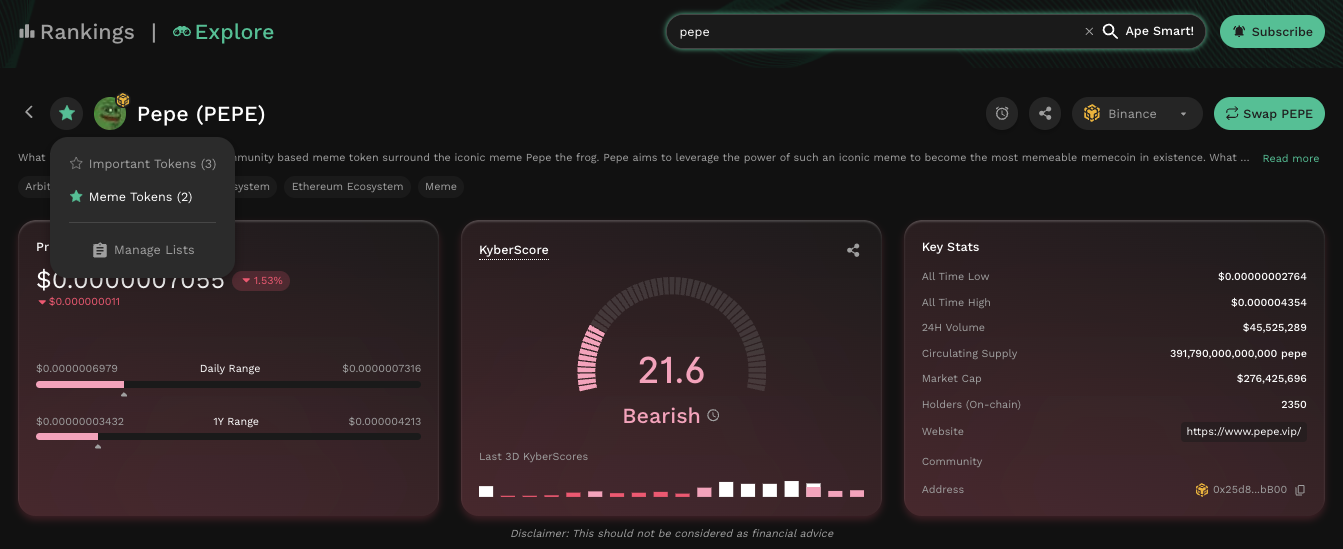 Rankings | Explore
pepe
Ape Smart!
Subscribe
Pepe (PEPE)
Binance
Swap PEPE
Important Tokens (3)
Meme Tokens (2)
Manage Lists
What
mmunity based meme token surround the iconic meme Pepe the frog. Pepe aims to leverage the power of such an iconic meme to become the most memeable memecoin in existence. What ...
Read more
Arbit
system
Ethereum Ecosystem
Meme
Pr
$0.0000007055
1.53%
$0.000000011
$0.0000006979 Daily Range $0.0000007316
$0.00000003432 1Y Range $0.000004213
KyberScore
21.6
Bearish
Last 3D KyberScores
Key Stats
All Time Low $0.00000002764
All Time High $0.000004354
24H Volume $45,525,289
Circulating Supply 391,790,000,000,000 pepe
Market Cap $276,425,696
Holders (On-chain) 2350
Website https://www.pepe.vip/
Community
Address 0x25d8...bB00
Disclaimer: This should not be considered as financial advice